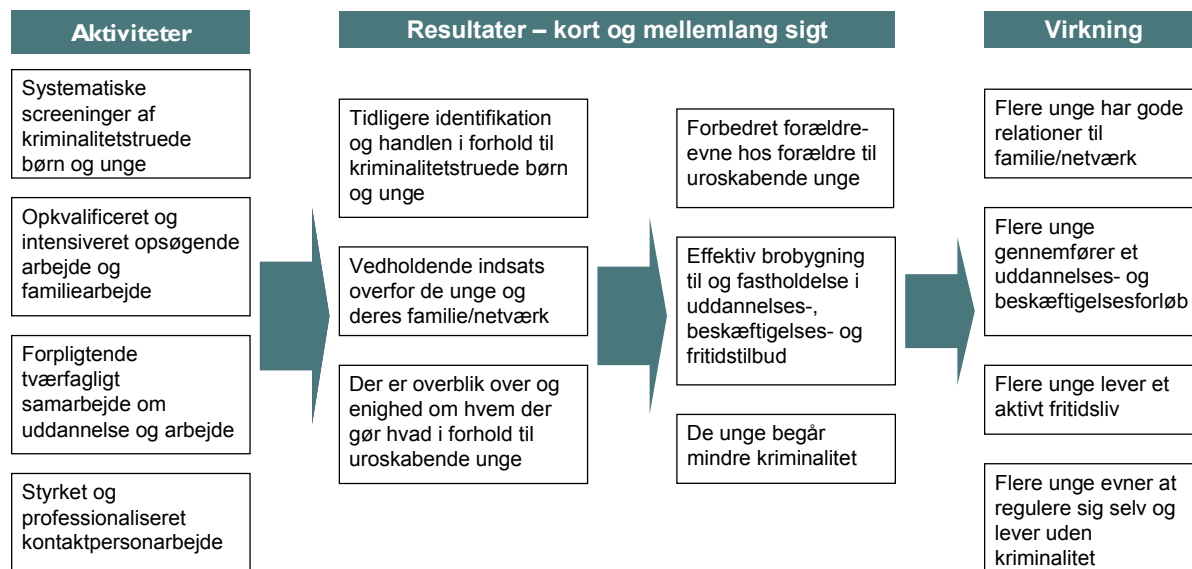 Aktiviteter
Systematiske
screeninger af
kriminalitetstruede
børn og unge
Opkvalificeret og
intensiveret opsøgende
arbejde og
familiearbejde
Forpligtende
tværfagligt
samarbejde om
uddannelse og arbejde
Styrket og
professionaliseret
kontaktpersonarbejde
Resultater – kort og mellemlang sigt
Tidligere identifikation
og handlen i forhold til
kriminalitetstruede børn
og unge
Vedholdende indsats
overfor de unge og
deres familie/netværk
Der er overblik over og
enighed om hvem der
gør hvad i forhold til
uroskabende unge
Forbedret forældre-
evne hos forældre til
uroskabende unge
Effektiv brobygning
til og fastholdelse i
uddannelses-,
beskæftigelses- og
fritidstilbud
De unge begår
mindre kriminalitet
Virkning
Flere unge har gode
relationer til
familie/netværk
Flere unge
gennemfører et
uddannelses- og
beskæftigelsesforløb
Flere unge lever et
aktivt fritidsliv
Flere unge evner at
regulere sig selv og
lever uden
kriminalitet